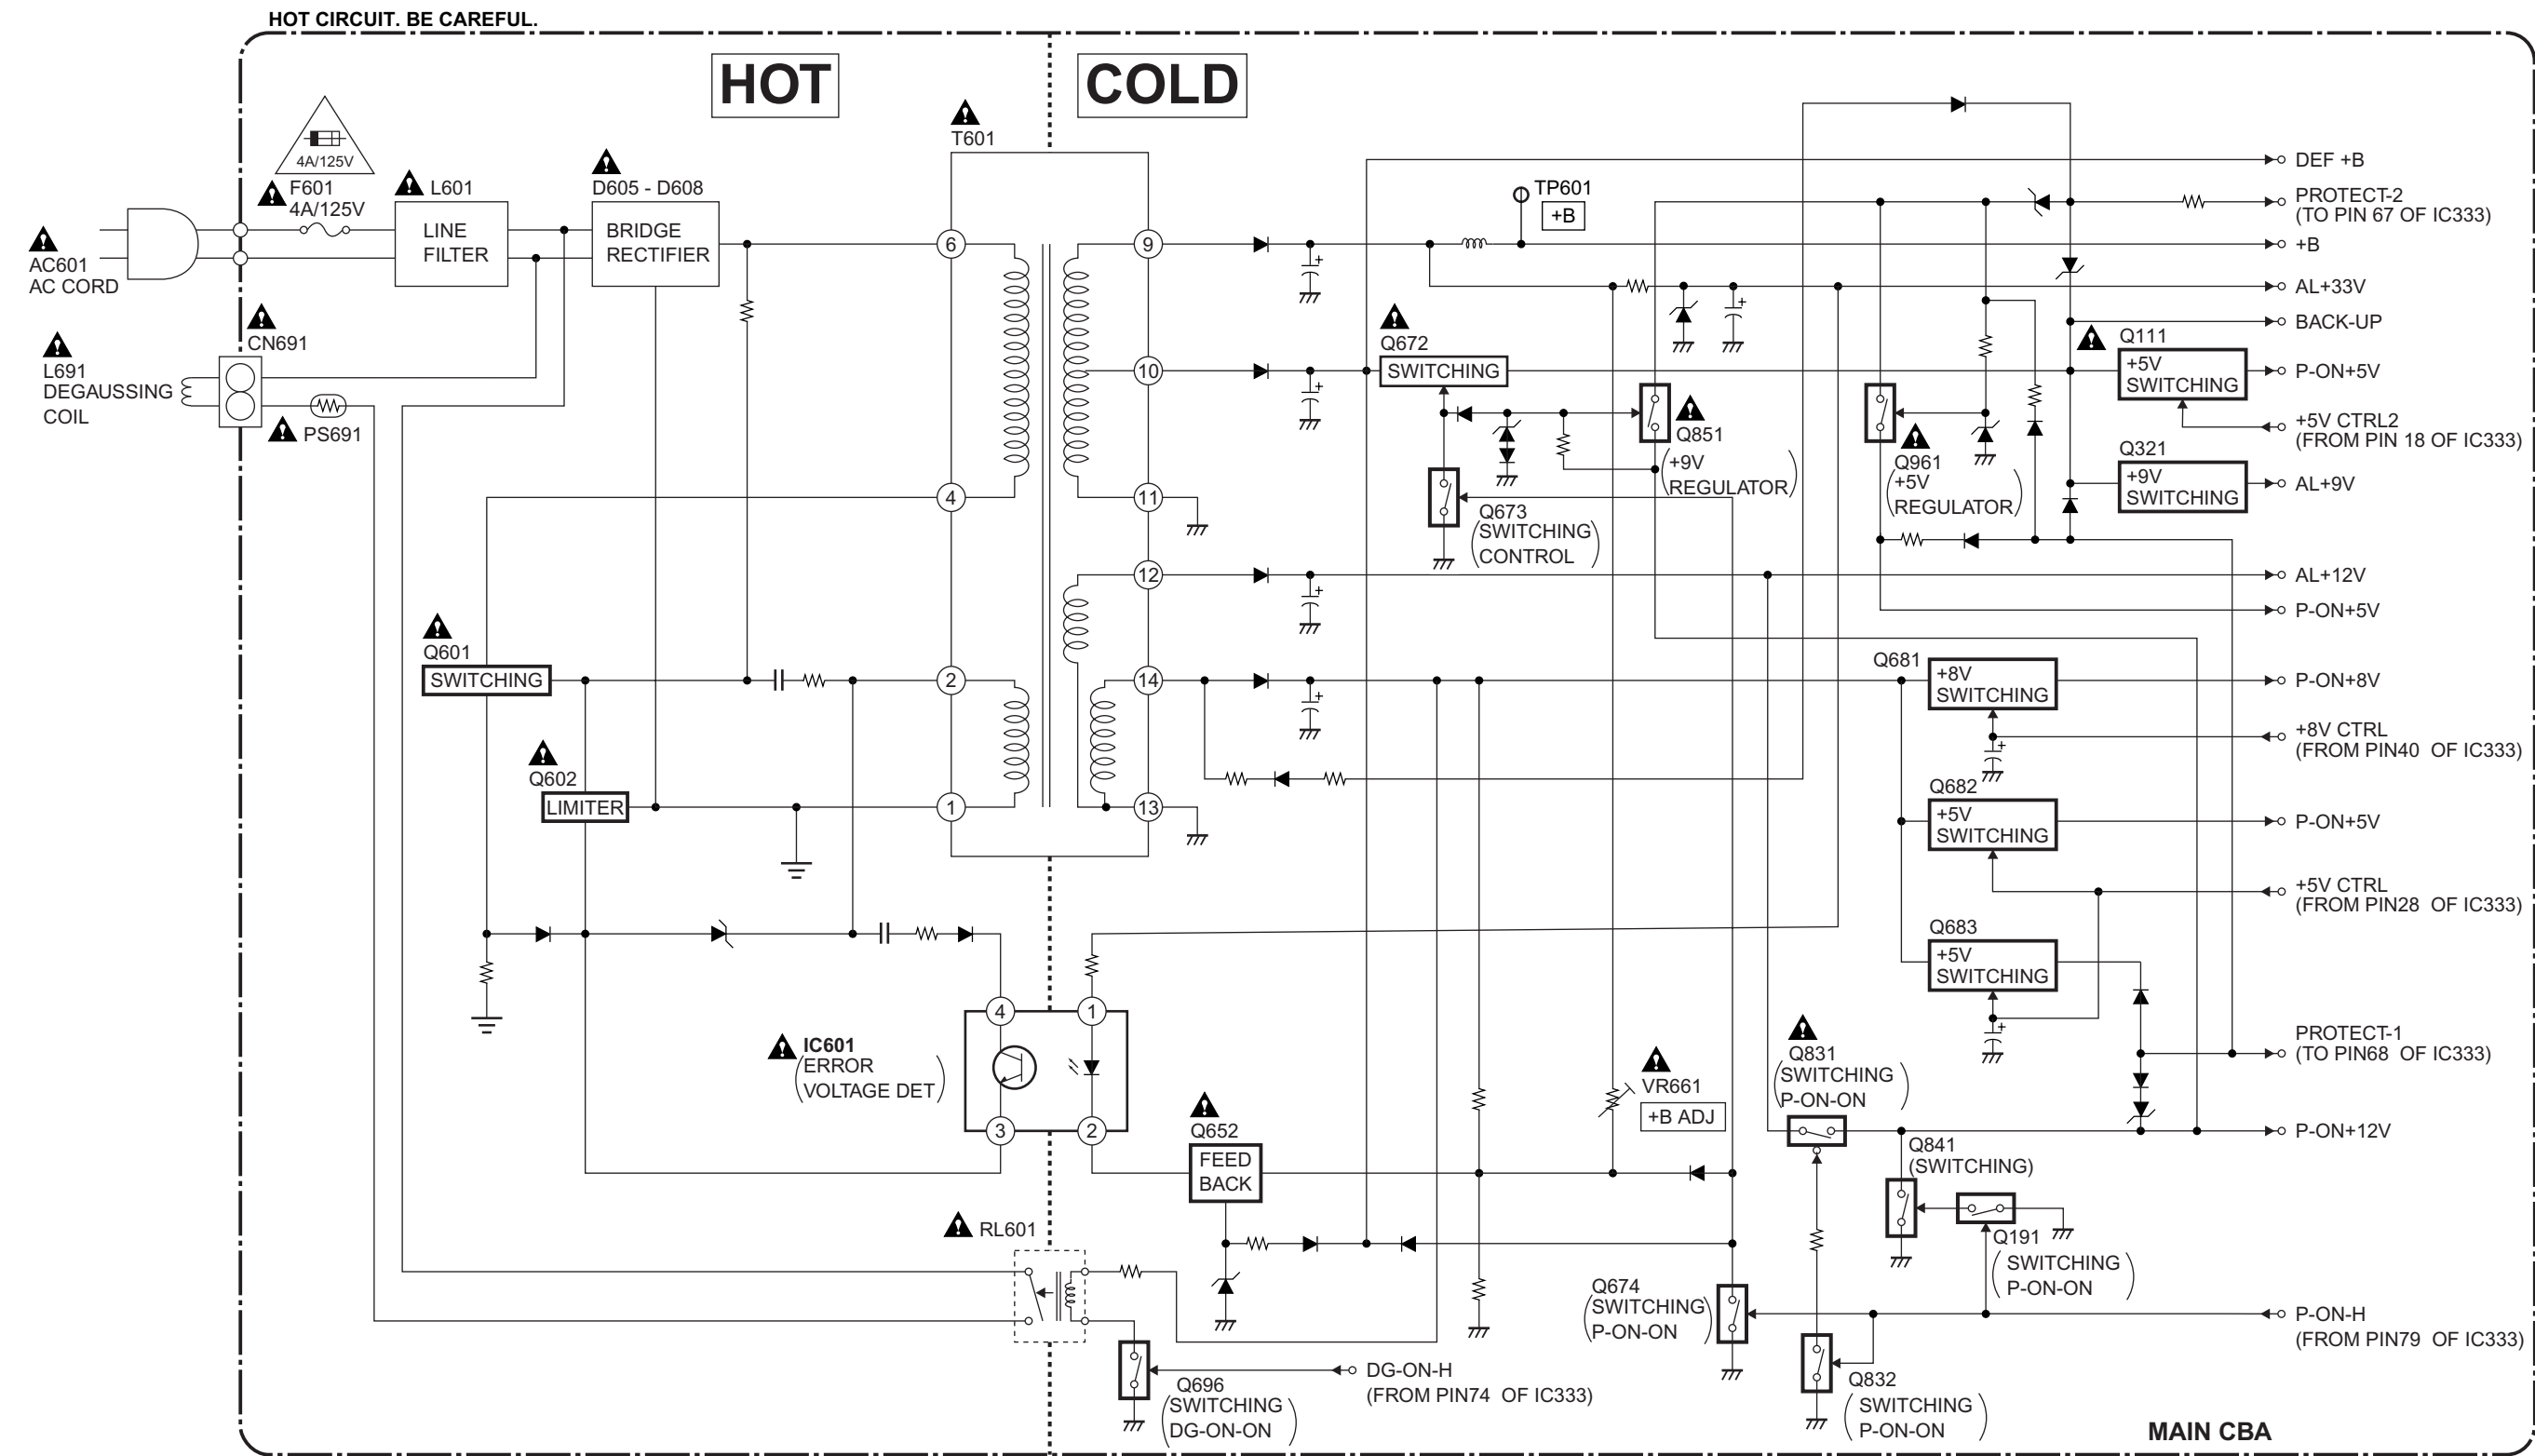 HOT CIRCUIT. BE CAREFUL.
HOT
COLD
4A/125V
F601
4A/125V
L601
LINE
FILTER
D605 - D608
BRIDGE
RECTIFIER
AC601
AC CORD
CN691
L691
DEGAUSSING
COIL
PS691
T601
6
4
2
1
9
10
11
12
14
13
TP601
+B
DEF +B
PROTECT-2
(TO PIN 67 OF IC333)
+B
AL+33V
BACK-UP
Q672
SWITCHING
Q851
+9V
REGULATOR
Q673
SWITCHING
CONTROL
Q961
+5V
REGULATOR
Q111
+5V
SWITCHING
P-ON+5V
+5V CTRL2
(FROM PIN 18 OF IC333)
Q321
+9V
SWITCHING
AL+9V
AL+12V
P-ON+5V
Q601
SWITCHING
Q602
LIMITER
Q681
+8V
SWITCHING
P-ON+8V
+8V CTRL
(FROM PIN40 OF IC333)
Q682
+5V
SWITCHING
P-ON+5V
+5V CTRL
(FROM PIN28 OF IC333)
Q683
+5V
SWITCHING
PROTECT-1
(TO PIN68 OF IC333)
P-ON+12V
IC601
ERROR
VOLTAGE DET
4
1
3
2
Q652
FEED
BACK
VR661
+B ADJ
Q831
SWITCHING
P-ON-ON
Q841
(SWITCHING)
Q191
SWITCHING
P-ON-ON
RL601
Q674
SWITCHING
P-ON-ON
P-ON-H
(FROM PIN79 OF IC333)
DG-ON-H
(FROM PIN74 OF IC333)
Q696
SWITCHING
DG-ON-ON
Q832
SWITCHING
P-ON-ON
MAIN CBA